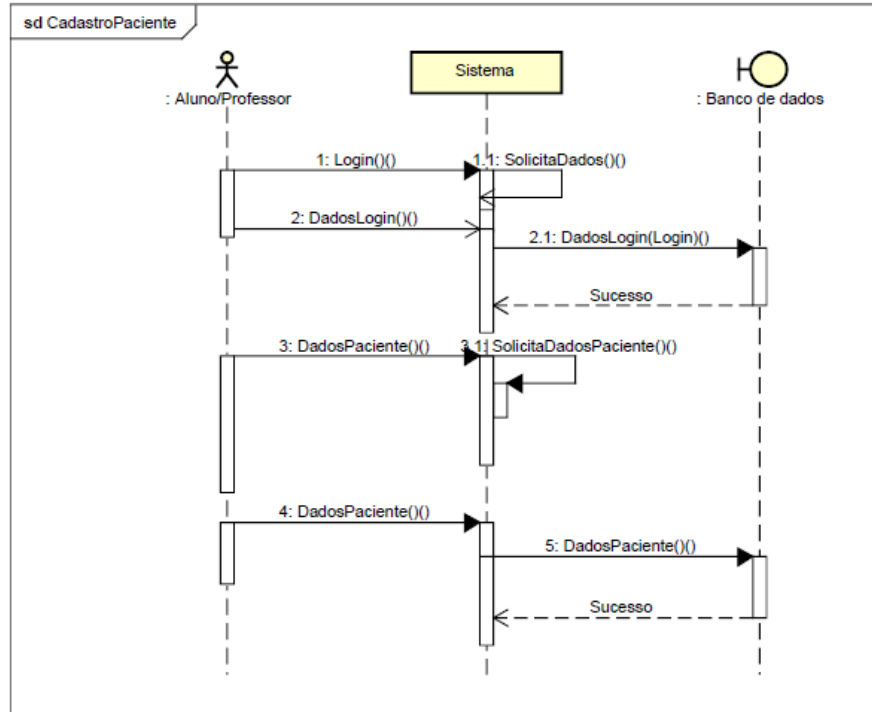 sd CadastroPaciente
Sistema
: Aluno/Professor
: Banco de dados
1: Login()()
1.1: SolicitaDados()()
2: DadosLogin()()
2.1: DadosLogin(Login)()
Sucesso
3: DadosPaciente()()
3.1: SolicitaDadosPaciente()()
4: DadosPaciente()()
5: DadosPaciente()()
Sucesso